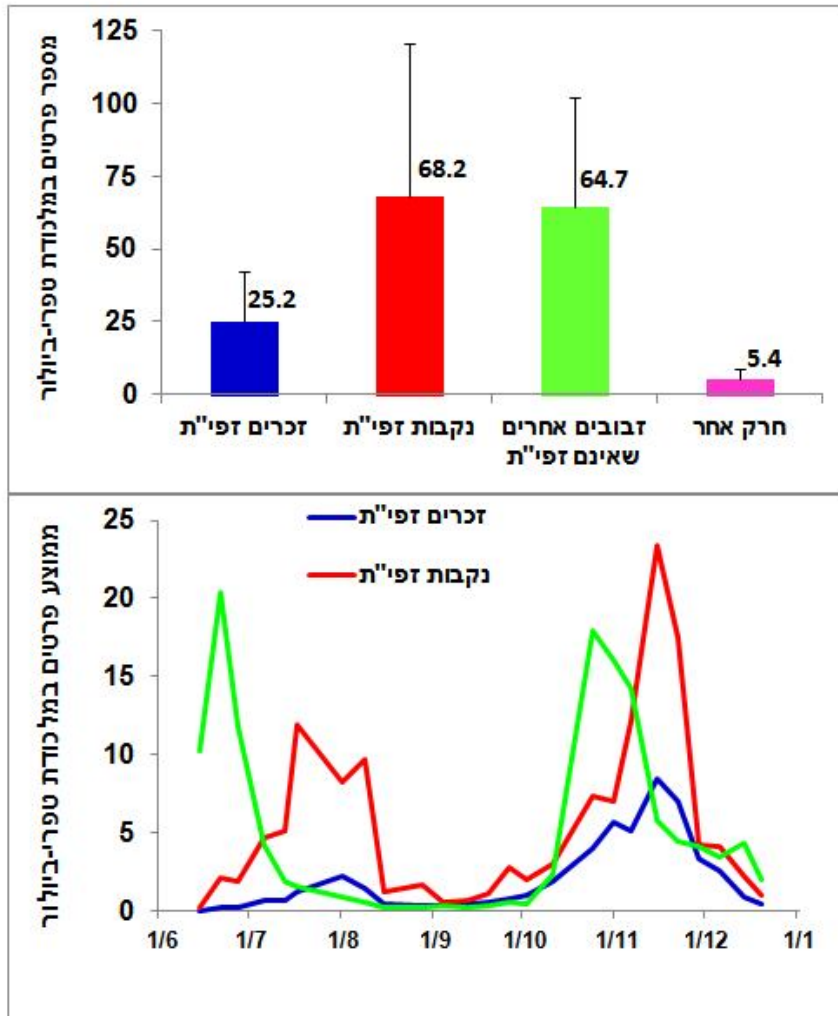 מספר פרטים במלכודת טפרי-ביולור
125
100
75
50
25
0
25.2
68.2
64.7
5.4
זכרים זפי"ת
נקבות זפי"ת
זבובים אחרים
שאינם זפי"ת
חרק אחר
ממוצע פרטים במלכודת טפרי-ביולור
25
20
15
10
5
0
זכרים זפי"ת
נקבות זפי"ת
1/6
1/7
1/8
1/9
1/10
1/11
1/12
1/1